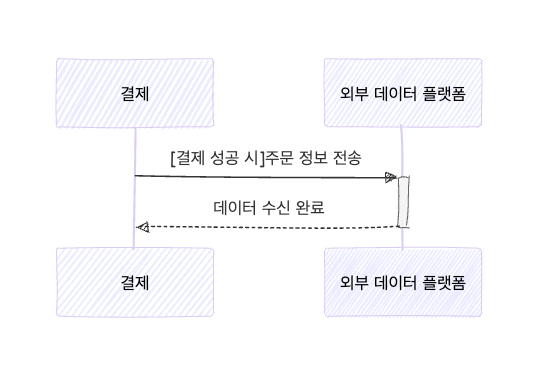 결제
외부 데이터 플랫폼
[결제 성공 시]주문 정보 전송
데이터 수신 완료
결제
외부 데이터 플랫폼